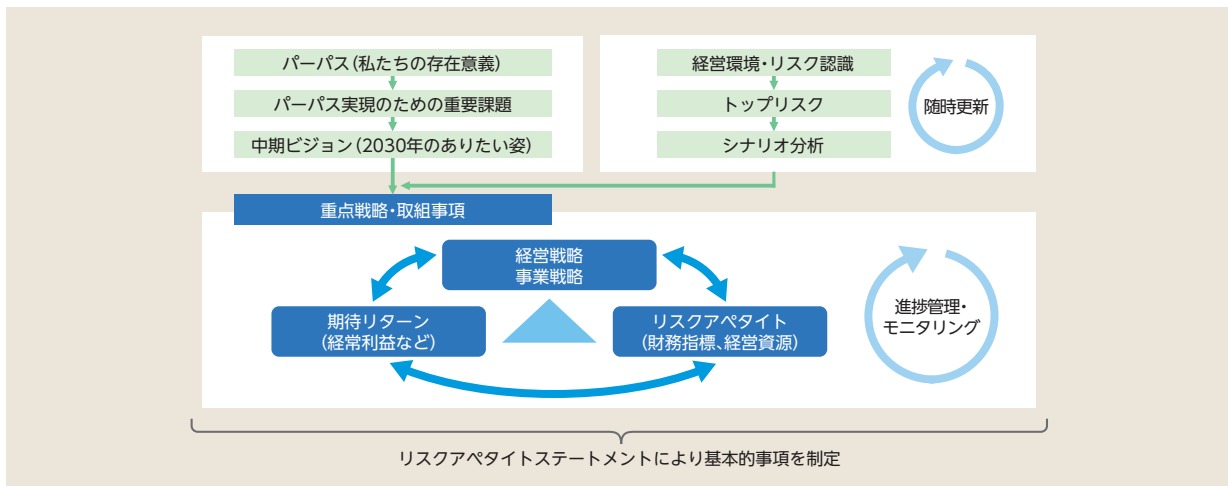 パーパス（私たちの存在意義）
パーパス実現のための重要課題
中期ビジョン（2030年のありたい姿）
経営環境・リスク認識
トップリスク
シナリオ分析
随時更新
重点戦略・取組事項
経営戦略
事業戦略
期待リターン
（経常利益など）
リスクアペタイト
（財務指標、経営資源）
進捗管理・
モニタリング
リスクアペタイトステートメントにより基本的事項を制定